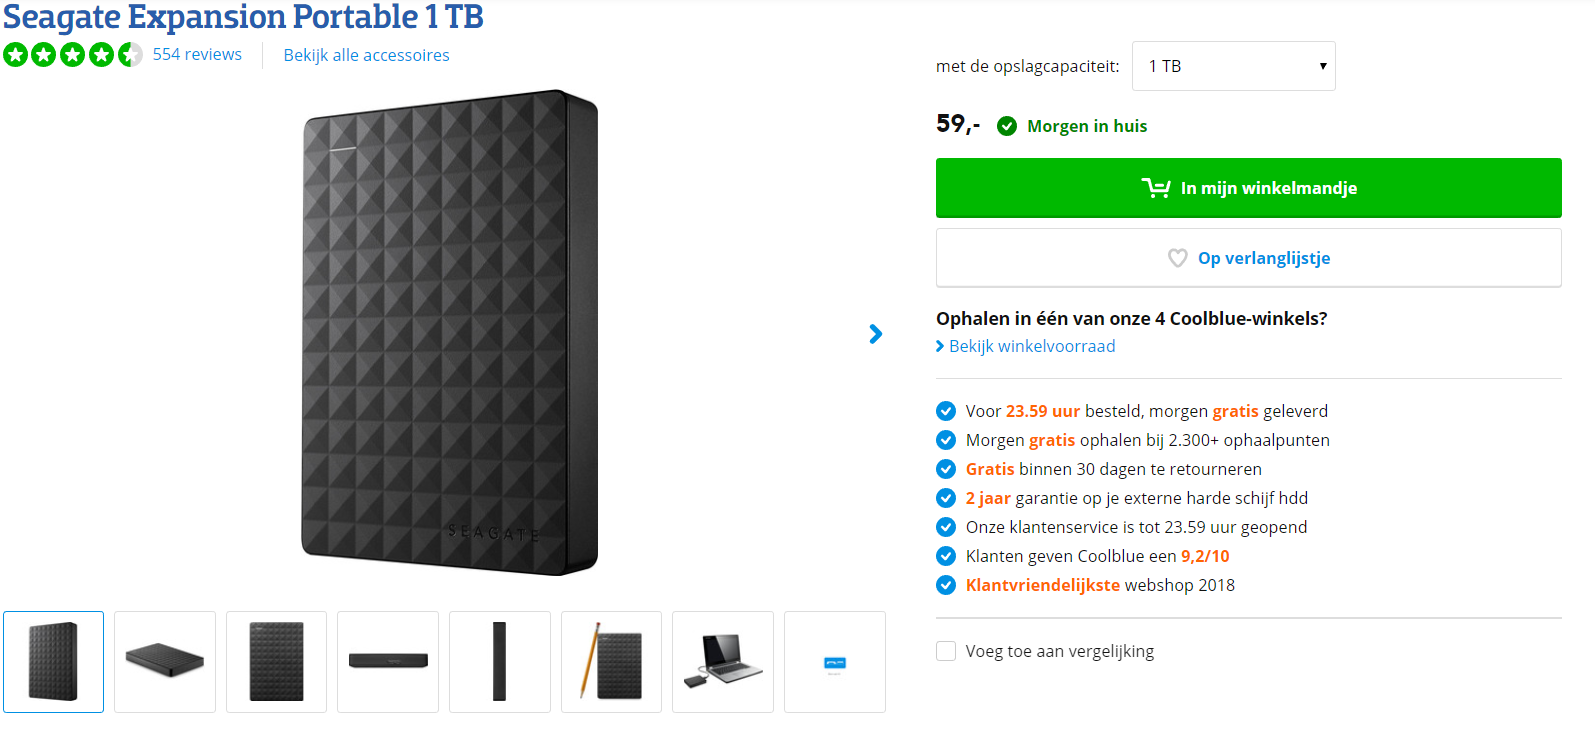 Seagate Expansion Portable 1 TB
554 reviews
Bekijk alle accessoires
SEAGATE
met de opslagcapaciteit:
1 TB
59,-
Morgen in huis
In mijn winkelmandje
Op verlanglijstje
Ophalen in één van onze 4 Coolblue-winkels?
Bekijk winkelvoorraad
Voor 23.59 uur besteld, morgen gratis geleverd
Morgen gratis ophalen bij 2.300+ ophaalpunten
Gratis binnen 30 dagen te retourneren
2 jaar garantie op je externe harde schijf hdd
Onze klantenservice is tot 23.59 uur geopend
Klanten geven Coolblue een 9,2/10
Klantvriendelijkste webshop 2018
Voeg toe aan vergelijking